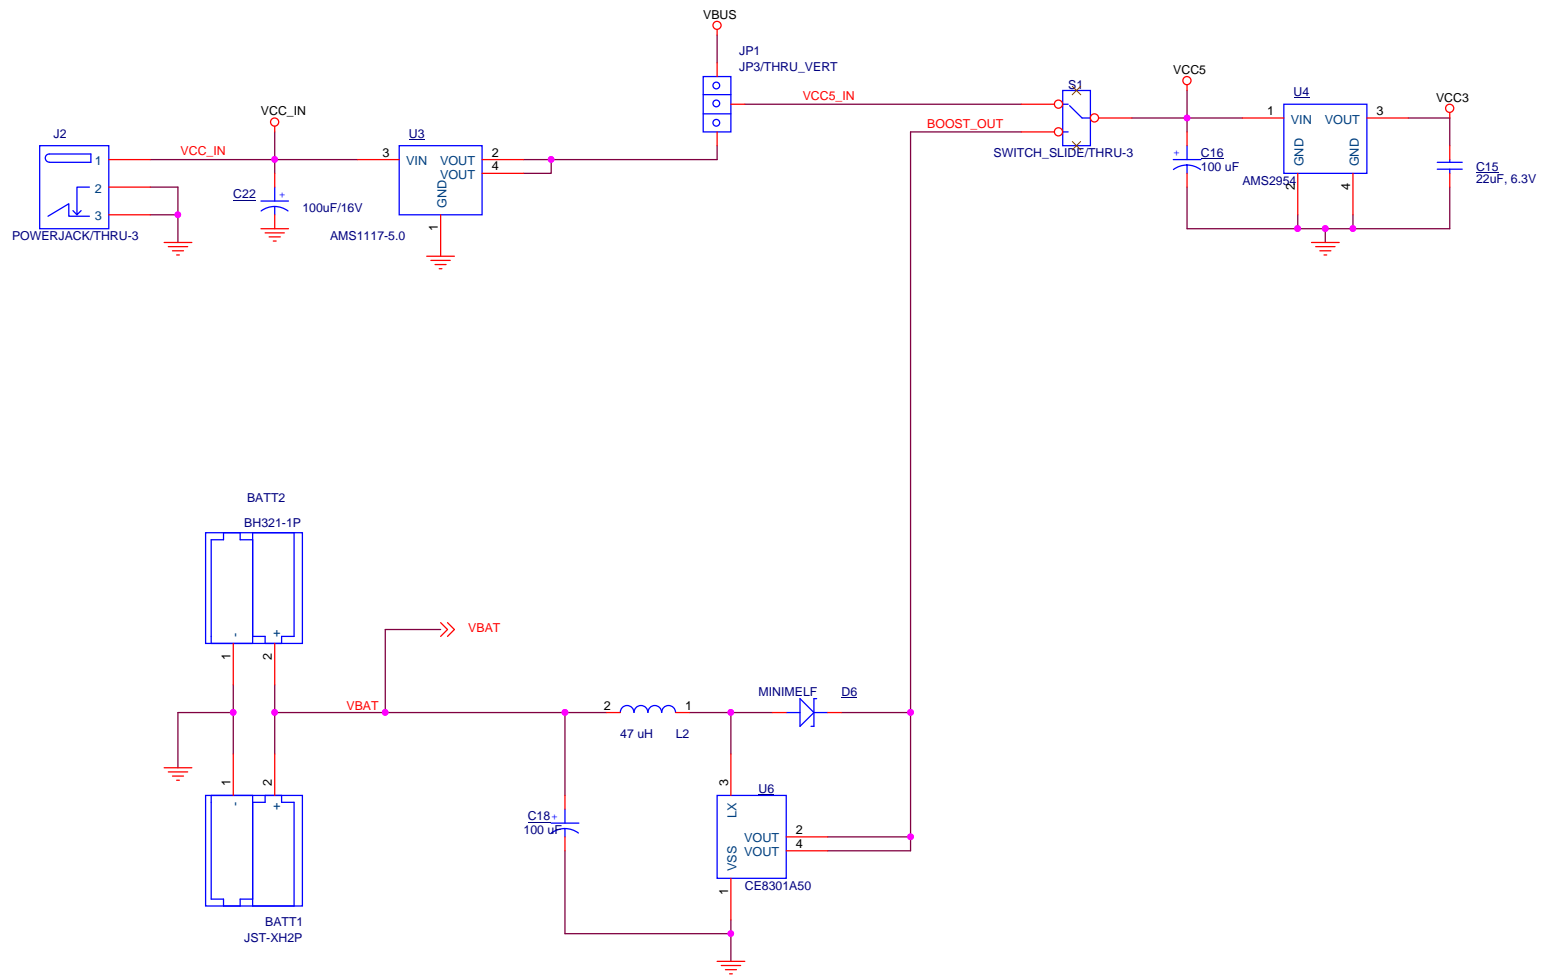 VBUS
JP1
JP3/THRU_VERT
VCC5_IN
BOOST_OUT
S1
SWITCH_SLIDE/THRU-3
VCC5
C16
+
100 uF
U4
1
VIN
VOUT
3
GND
GND
AMS2954
2
4
VCC3
C15
22uF, 6.3V
J2
1
2
3
POWERJACK/THRU-3
VCC_IN
VCC_IN
C22
+
100uF/16V
U3
3
VIN
VOUT
2
VOUT
4
GND
1
AMS1117-5.0
BATT2
BH321-1P
-
+
1
2
VBAT
VBAT
1
2
-
+
BATT1
JST-XH2P
2
1
47 uH
L2
MINIMELF
D6
C18
+
100 uF
U6
3
LX
VOUT
2
VOUT
4
VSS
1
CE8301A50